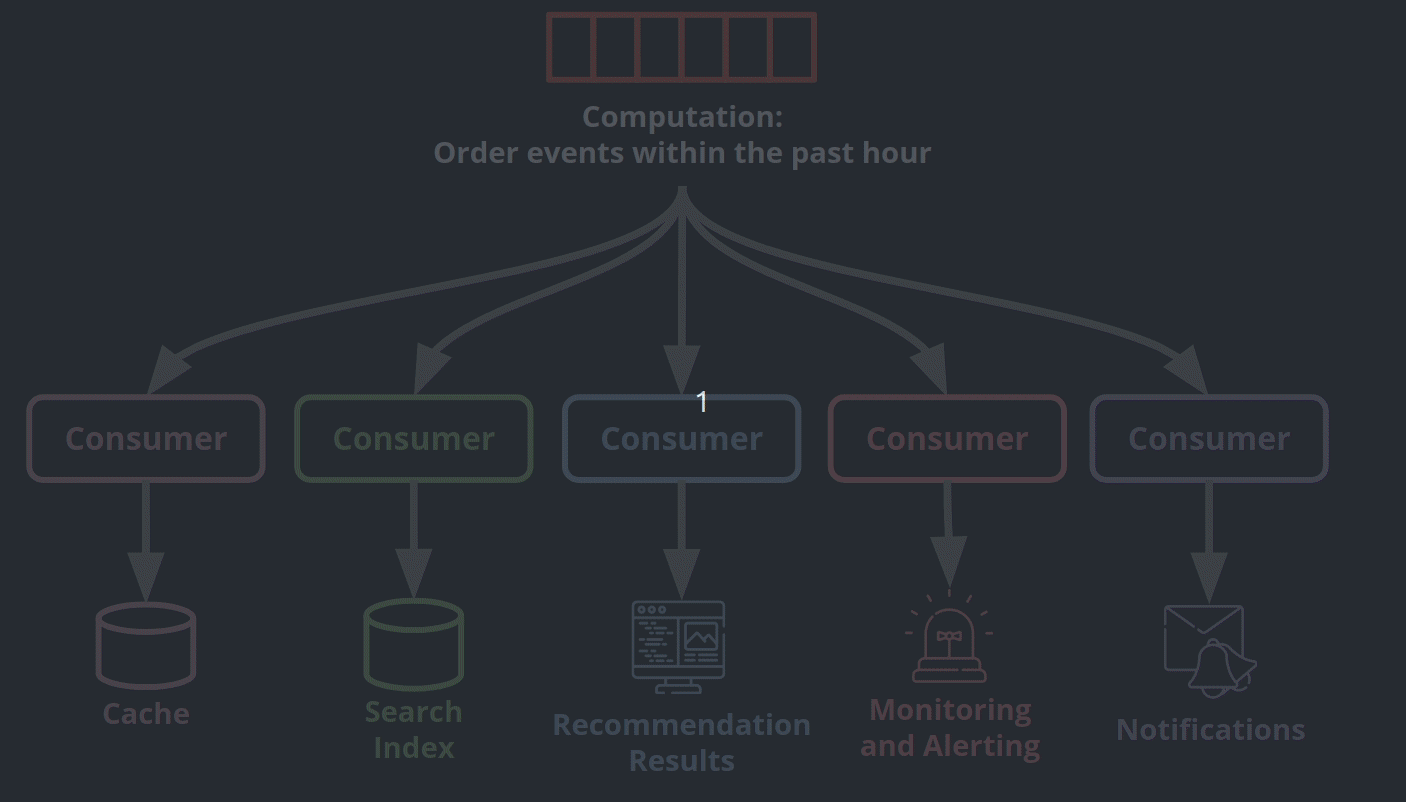 Computation:
Order events within the past hour
1
Consumer
Consumer
Consumer
Consumer
Consumer
Cache
Search
Index
Recommendation
Results
Monitoring
and Alerting
Notifications